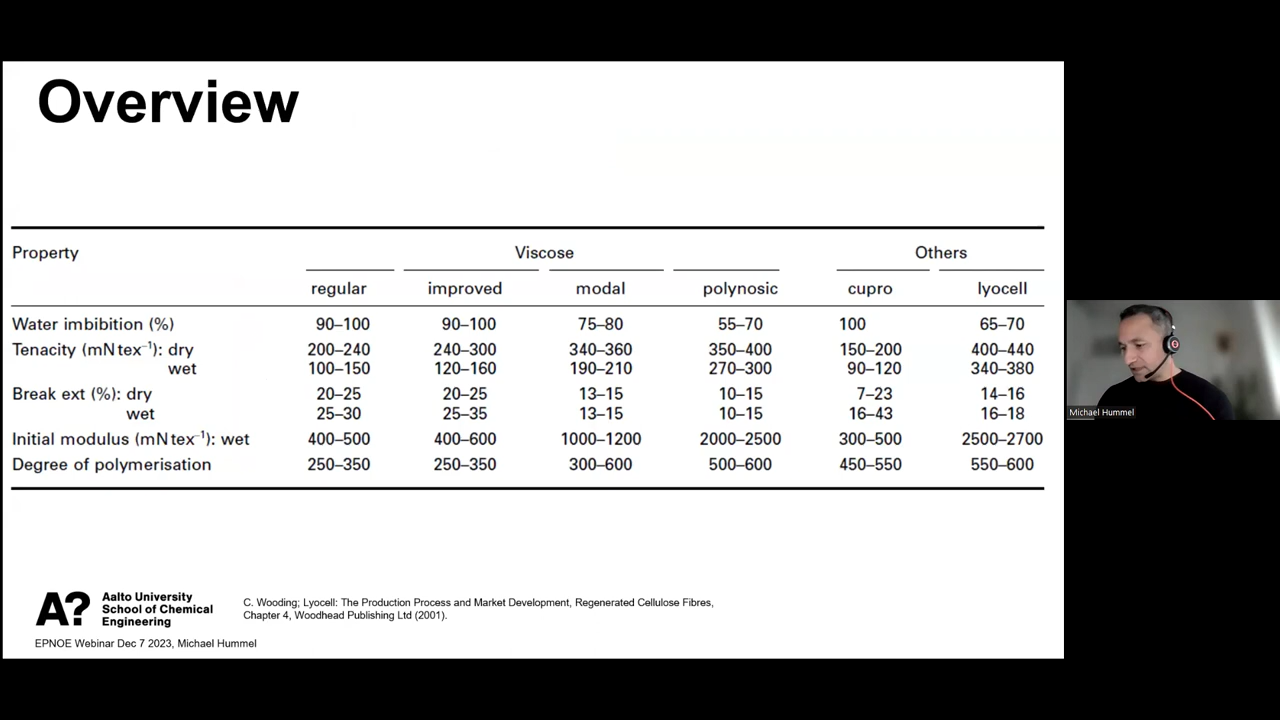 Overview
Property Viscose Others
regular improved modal polynosic cupro lyocell
Water imbibition (%) 90–100 90–100 75–80 55–70 100 65–70
Tenacity (mN tex⁻¹): dry 200–240 240–300 340–360 350–400 150–200 400–440
wet 100–150 120–160 190–210 270–300 90–120 340–380
Break ext (%): dry 20–25 20–25 13–15 10–15 7–23 14–16
wet 25–30 25–35 13–15 10–15 16–43 16–18
Initial modulus (mN tex⁻¹): wet 400–500 400–600 1000–1200 2000–2500 300–500 2500–2700
Degree of polymerisation 250–350 250–350 300–600 500–600 450–550 550–600
A?
Aalto University
School of Chemical
Engineering
C. Wooding; Lyocell: The Production Process and Market Development, Regenerated Cellulose Fibres,
Chapter 4, Woodhead Publishing Ltd (2001).
EPNOE Webinar Dec 7 2023, Michael Hummel
Michael Hummel